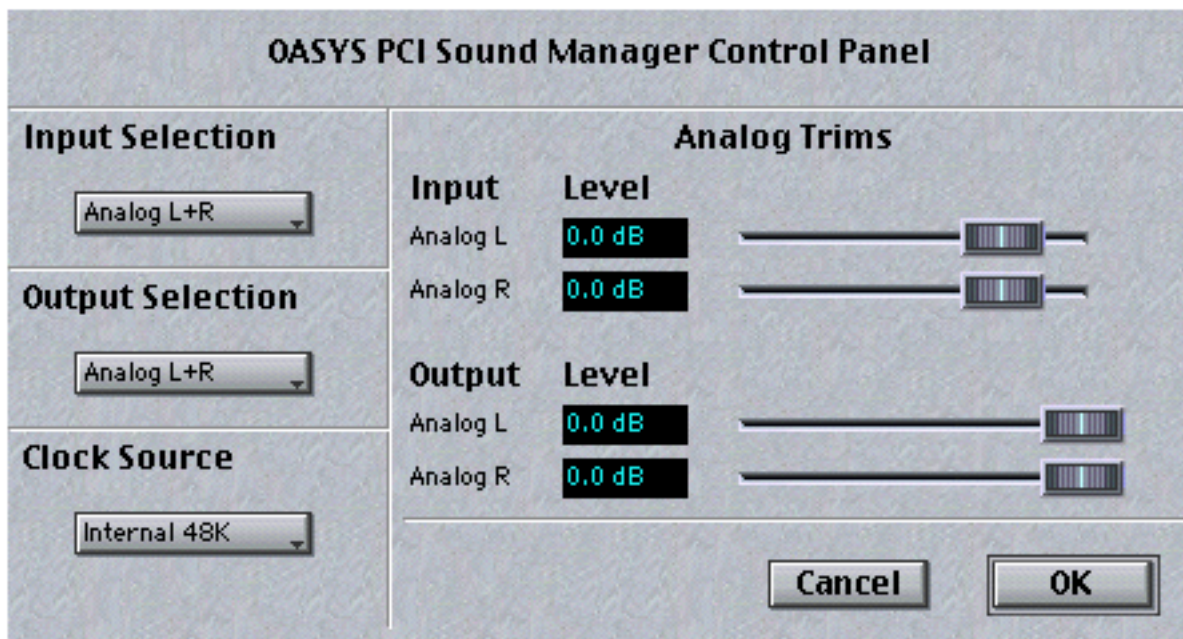 OASYS PCI Sound Manager Control Panel
Input Selection
Analog L+R
Output Selection
Analog L+R
Clock Source
Internal 48K
Analog Trims
Input Level
Analog L 0.0 dB
Analog R 0.0 dB
Output Level
Analog L 0.0 dB
Analog R 0.0 dB
Cancel OK